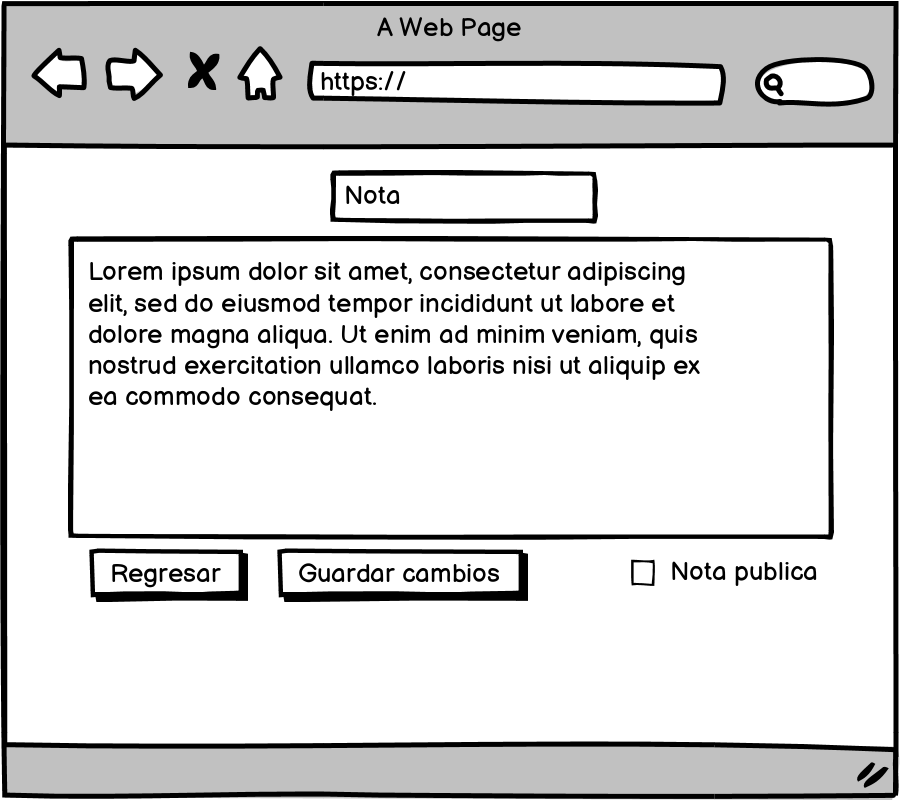 A Web Page
https://
Nota
Lorem ipsum dolor sit amet, consectetur adipiscing
elit, sed do eiusmod tempor incididunt ut labore et
dolore magna aliqua. Ut enim ad minim veniam, quis
nostrud exercitation ullamco laboris nisi ut aliquip ex
ea commodo consequat.
Regresar
Guardar cambios
Nota publica